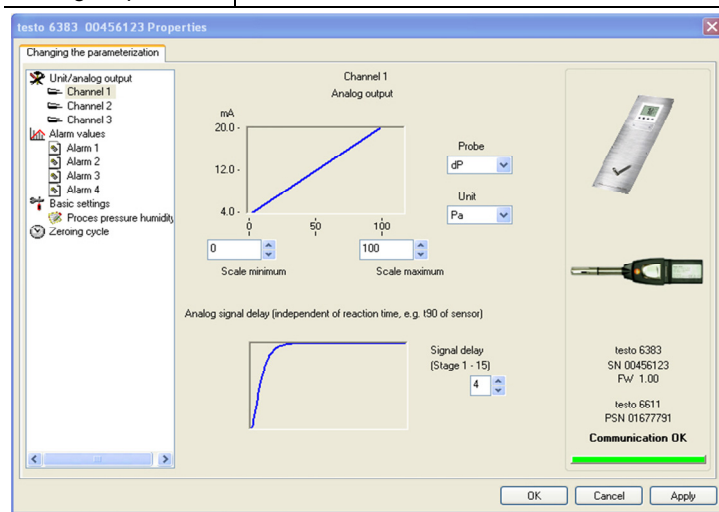 testo 6383 00456123 Properties
Changing the parameterization
Unit/analog output
Channel 1
Channel 2
Channel 3
Alarm values
Alarm 1
Alarm 2
Alarm 3
Alarm 4
Basic settings
Proces pressure humidity
Zeroing cycle
Channel 1
Analog output
mA
20.0 -
12.0 -
4.0 -
0
50
100
Probe
dP
Unit
Pa
0
100
Scale minimum
Scale maximum
Analog signal delay (independent of reaction time, e.g. t90 of sensor)
Signal delay
(Stage 1 - 15)
4
testo 6383
SN 00456123
FW 1.00
testo 6611
PSN 01677791
Communication OK
OK
Cancel
Apply